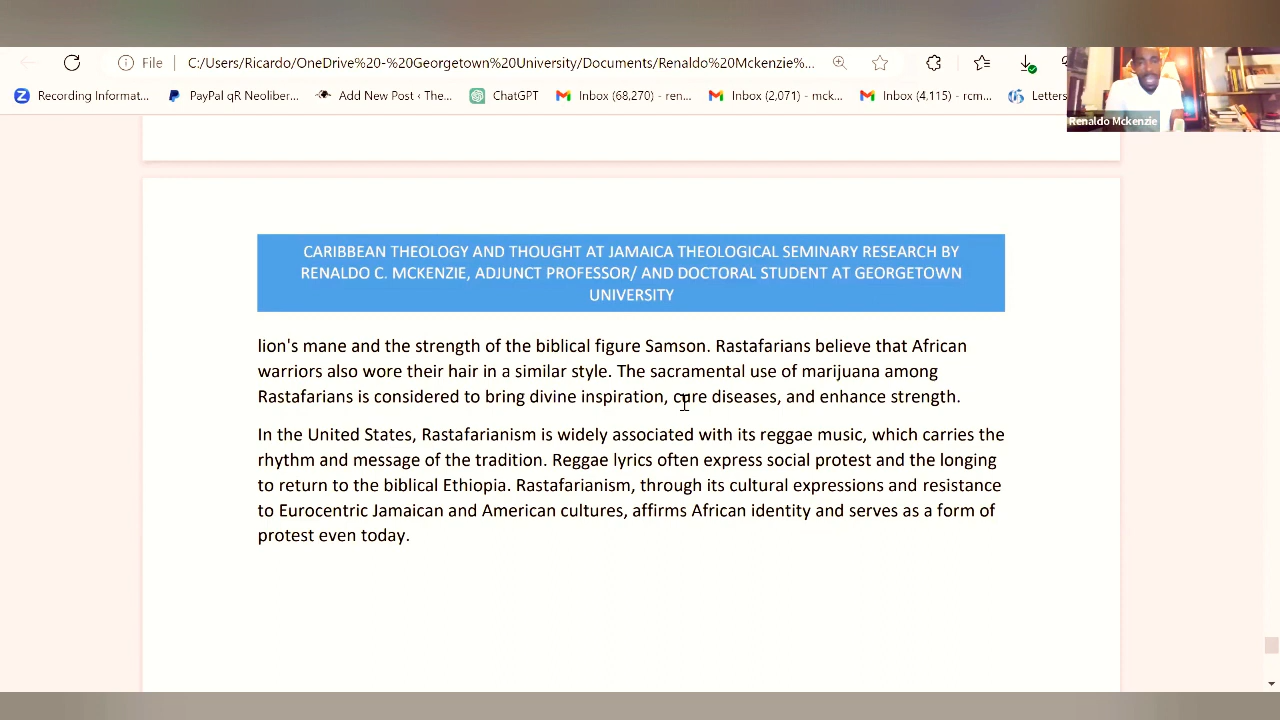 File
C:/Users/Ricardo/OneDrive%20-%20Georgetown%20University/Documents/Renaldo%20Mckenzie%...
Recording Informat...
PayPal qR Neoliber...
Add New Post ‹ The...
ChatGPT
Inbox (68,270) - ren...
Inbox (2,071) - mck...
Inbox (4,115) - rcm...
Letters
Renaldo Mckenzie
CARIBBEAN THEOLOGY AND THOUGHT AT JAMAICA THEOLOGICAL SEMINARY RESEARCH BY
RENALDO C. MCKENZIE, ADJUNCT PROFESSOR/ AND DOCTORAL STUDENT AT GEORGETOWN
UNIVERSITY
lion's mane and the strength of the biblical figure Samson. Rastafarians believe that African
warriors also wore their hair in a similar style. The sacramental use of marijuana among
Rastafarians is considered to bring divine inspiration, cure diseases, and enhance strength.
In the United States, Rastafarianism is widely associated with its reggae music, which carries the
rhythm and message of the tradition. Reggae lyrics often express social protest and the longing
to return to the biblical Ethiopia. Rastafarianism, through its cultural expressions and resistance
to Eurocentric Jamaican and American cultures, affirms African identity and serves as a form of
protest even today.